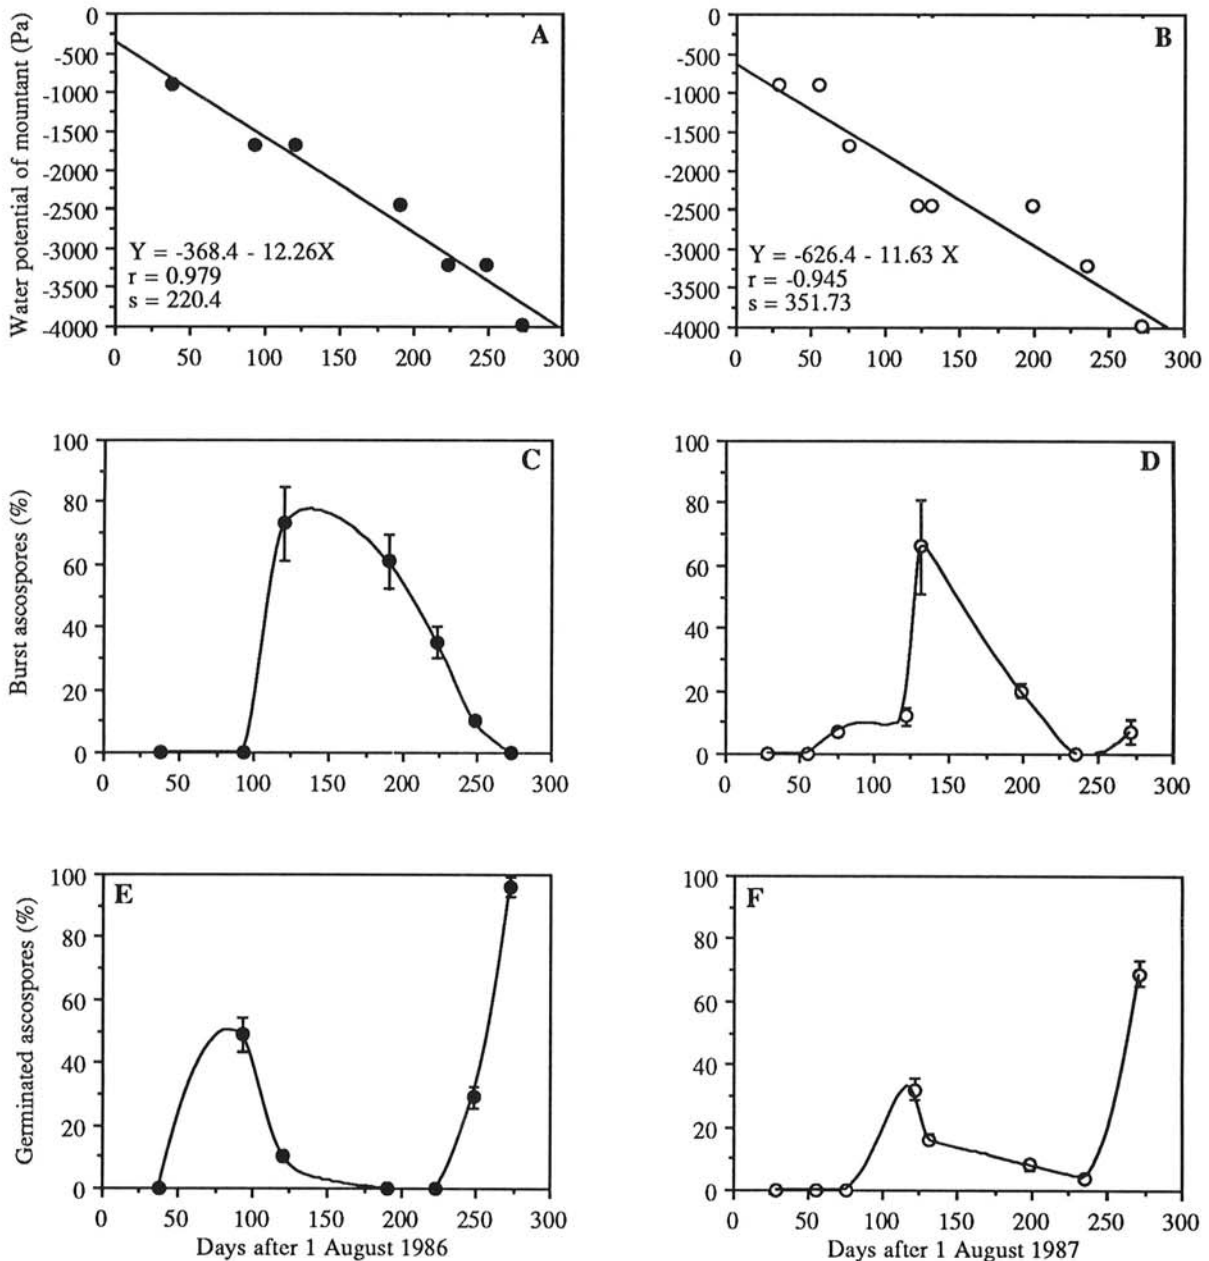 Water potential of mountant (Pa)
0
-500
-1000
-1500
-2000
-2500
-3000
-3500
-4000
A
Y = -368.4 - 12.26X
r = 0.979
s = 220.4
0 50 100 150 200 250 300
0
-500
-1000
-1500
-2000
-2500
-3000
-3500
-4000
B
Y = -626.4 - 11.63 X
r = -0.945
s = 351.73
0 50 100 150 200 250 300
Burst ascospores (%)
100
80
60
40
20
0
C
0 50 100 150 200 250 300
100
80
60
40
20
0
D
0 50 100 150 200 250 300
Germinated ascospores (%)
100
80
60
40
20
0
E
0 50 100 150 200 250 300
Days after 1 August 1986
100
80
60
40
20
0
F
0 50 100 150 200 250 300
Days after 1 August 1987